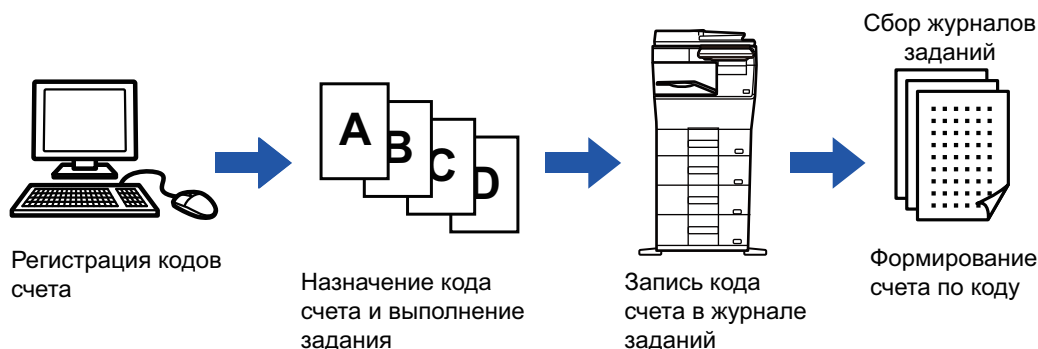 Сбор журналов
заданий
A
B
C
D
Регистрация кодов
счета
Назначение кода
счета и выполнение
задания
Запись кода
счета в журнале
заданий
Формирование
счета по коду